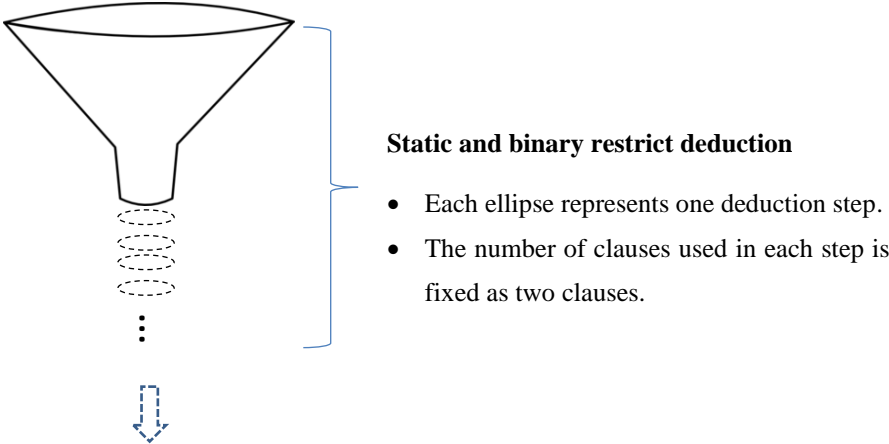 Static and binary restrict deduction
• Each ellipse represents one deduction step.
• The number of clauses used in each step is
fixed as two clauses.